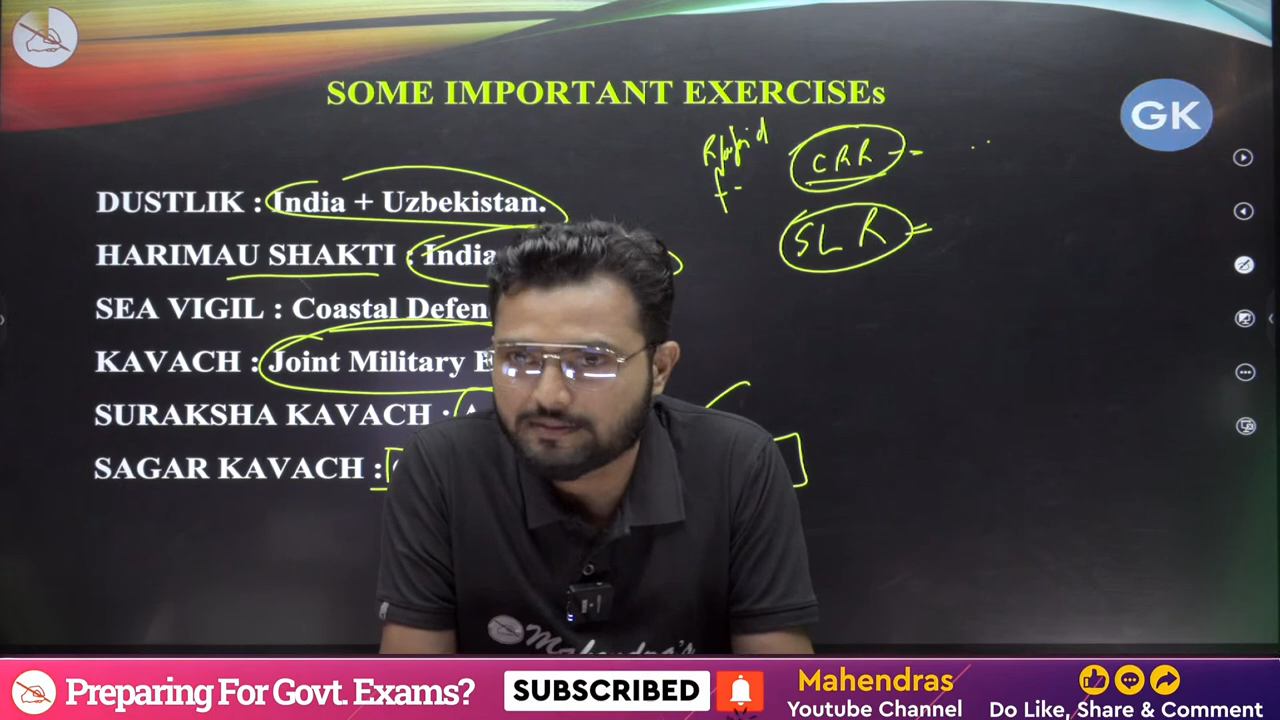 SOME IMPORTANT EXERCISEs
GK
CRR
SLR
DUSTLIK : India + Uzbekistan.
HARIMAU SHAKTI : India
SEA VIGIL : Coastal Defen
KAVACH : Joint Military E
SURAKSHA KAVACH : A
SAGAR KAVACH :
Mahendra's
Preparing For Govt. Exams?
SUBSCRIBED
Mahendras
Youtube Channel
Do Like, Share & Comment